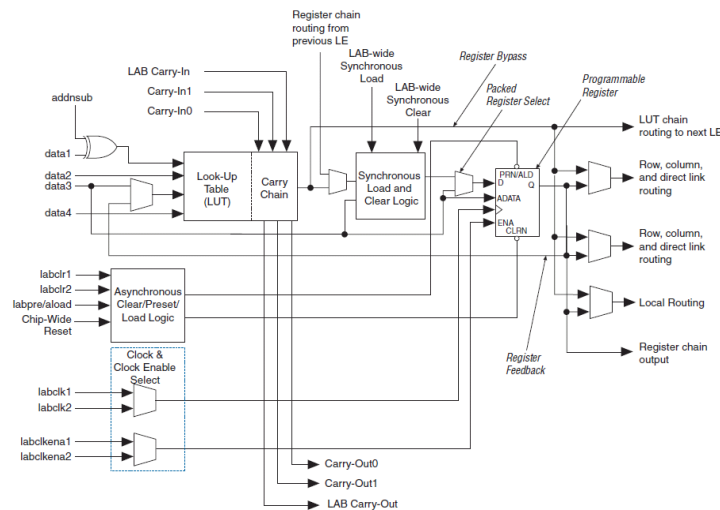 Register chain
routing from
previous LE
LAB-wide
Synchronous
Load
Register Bypass
LAB-wide
Synchronous
Clear
Packed
Register Select
Programmable
Register
LAB Carry-In
Carry-In1
Carry-In0
addnsub
LUT chain
routing to next LE
data1
data2
data3
data4
Look-Up
Table
(LUT)
Carry
Chain
Synchronous
Load and
Clear Logic
PRN/ALD
D
Q
ADATA
ENA
CLRN
Row, column,
and direct link
routing
Row, column,
and direct link
routing
labclr1
labclr2
labpre/aload
Chip-Wide
Reset
Asynchronous
Clear/Preset/
Load Logic
Local Routing
Register
Feedback
Register chain
output
Clock &
Clock Enable
Select
labclk1
labclk2
labclkena1
labclkena2
Carry-Out0
Carry-Out1
LAB Carry-Out